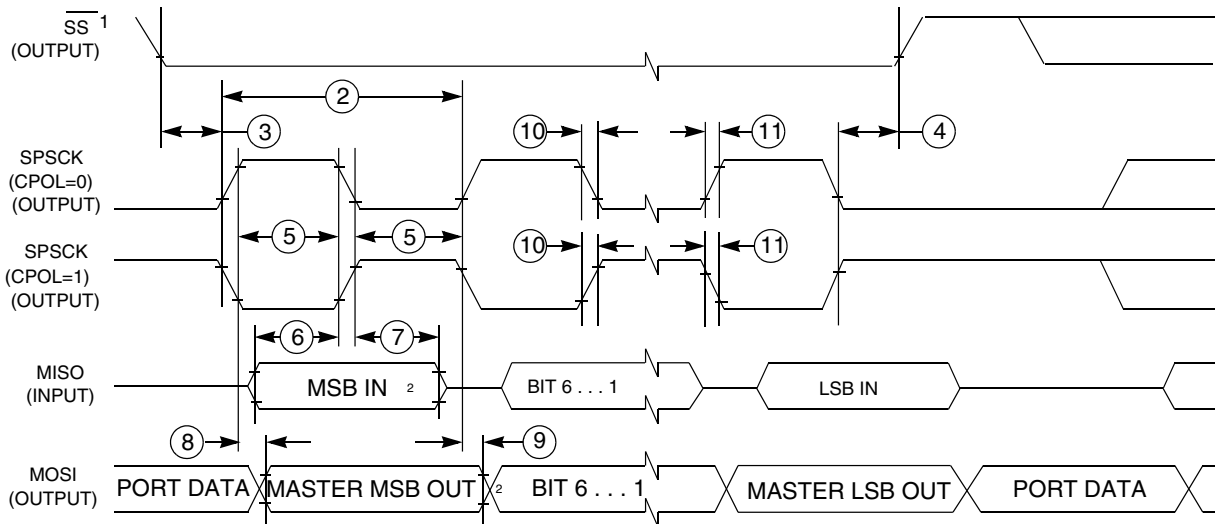 SS 1
(OUTPUT)
2
3
10
11
4
SPSCK
(CPOL=0)
(OUTPUT)
5
5
SPSCK
(CPOL=1)
(OUTPUT)
10
11
6
7
MISO
(INPUT)
MSB IN 2
BIT 6 . . . 1
LSB IN
8
9
MOSI
(OUTPUT)
PORT DATA
MASTER MSB OUT 2
BIT 6 . . . 1
MASTER LSB OUT
PORT DATA